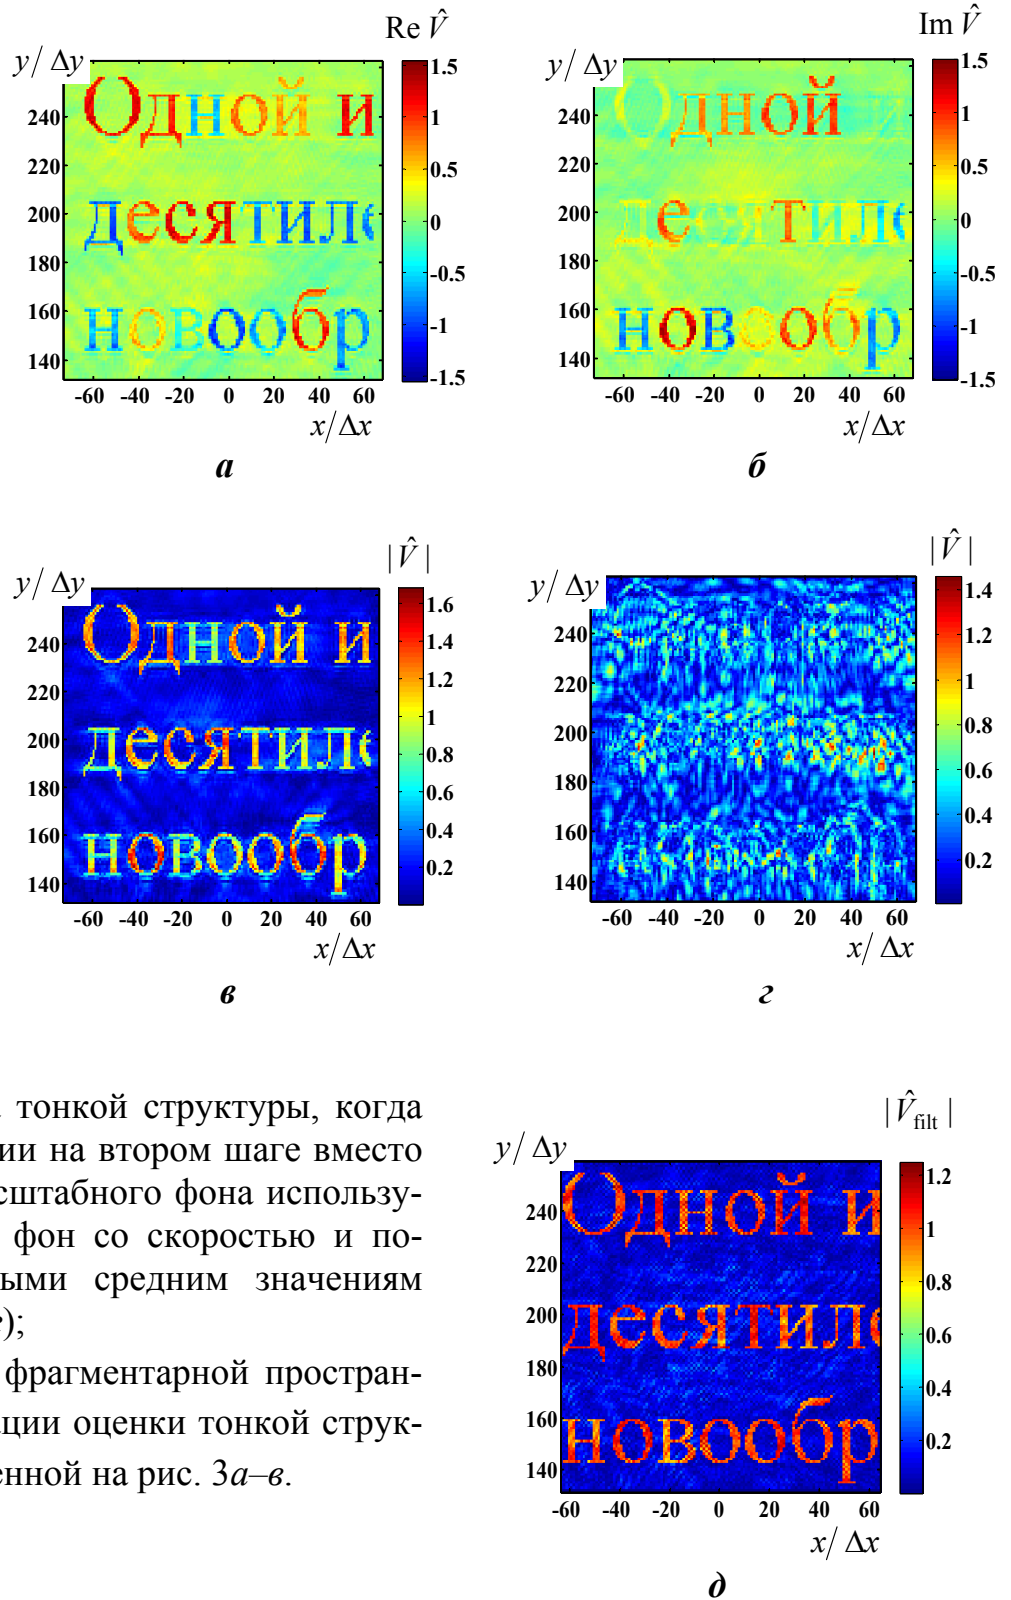 Re V̂
Im V̂
y/ Δy
1.5
1
0.5
0
-0.5
-1
-1.5
240
220
200
180
160
140
Одной и
десятиле
новообр
-60 -40 -20 0 20 40 60
x/Δx
а
y/ Δy
1.5
1
0.5
0
-0.5
-1
-1.5
240
220
200
180
160
140
Одной и
десятиле
новообр
-60 -40 -20 0 20 40 60
x/Δx
б
|V̂|
y/ Δy
1.6
1.4
1.2
1
0.8
0.6
0.4
0.2
240
220
200
180
160
140
Одной и
десятиле
новообр
-60 -40 -20 0 20 40 60
x/Δx
в
|V̂|
y/ Δy
1.4
1.2
1
0.8
0.6
0.4
0.2
240
220
200
180
160
140
-60 -40 -20 0 20 40 60
x/ Δx
г
тонкой структуры, когда
ии на втором шаге вместо
сштабного фона использу-
фон со скоростью и по-
ыми средним значениям
);
фрагментарной простран-
ации оценки тонкой струк-
енной на рис. 3а–в.
|V̂filt|
y/ Δy
1.2
1
0.8
0.6
0.4
0.2
240
220
200
180
160
140
Одной и
десятиле
новообр
-60 -40 -20 0 20 40 60
x/ Δx
д